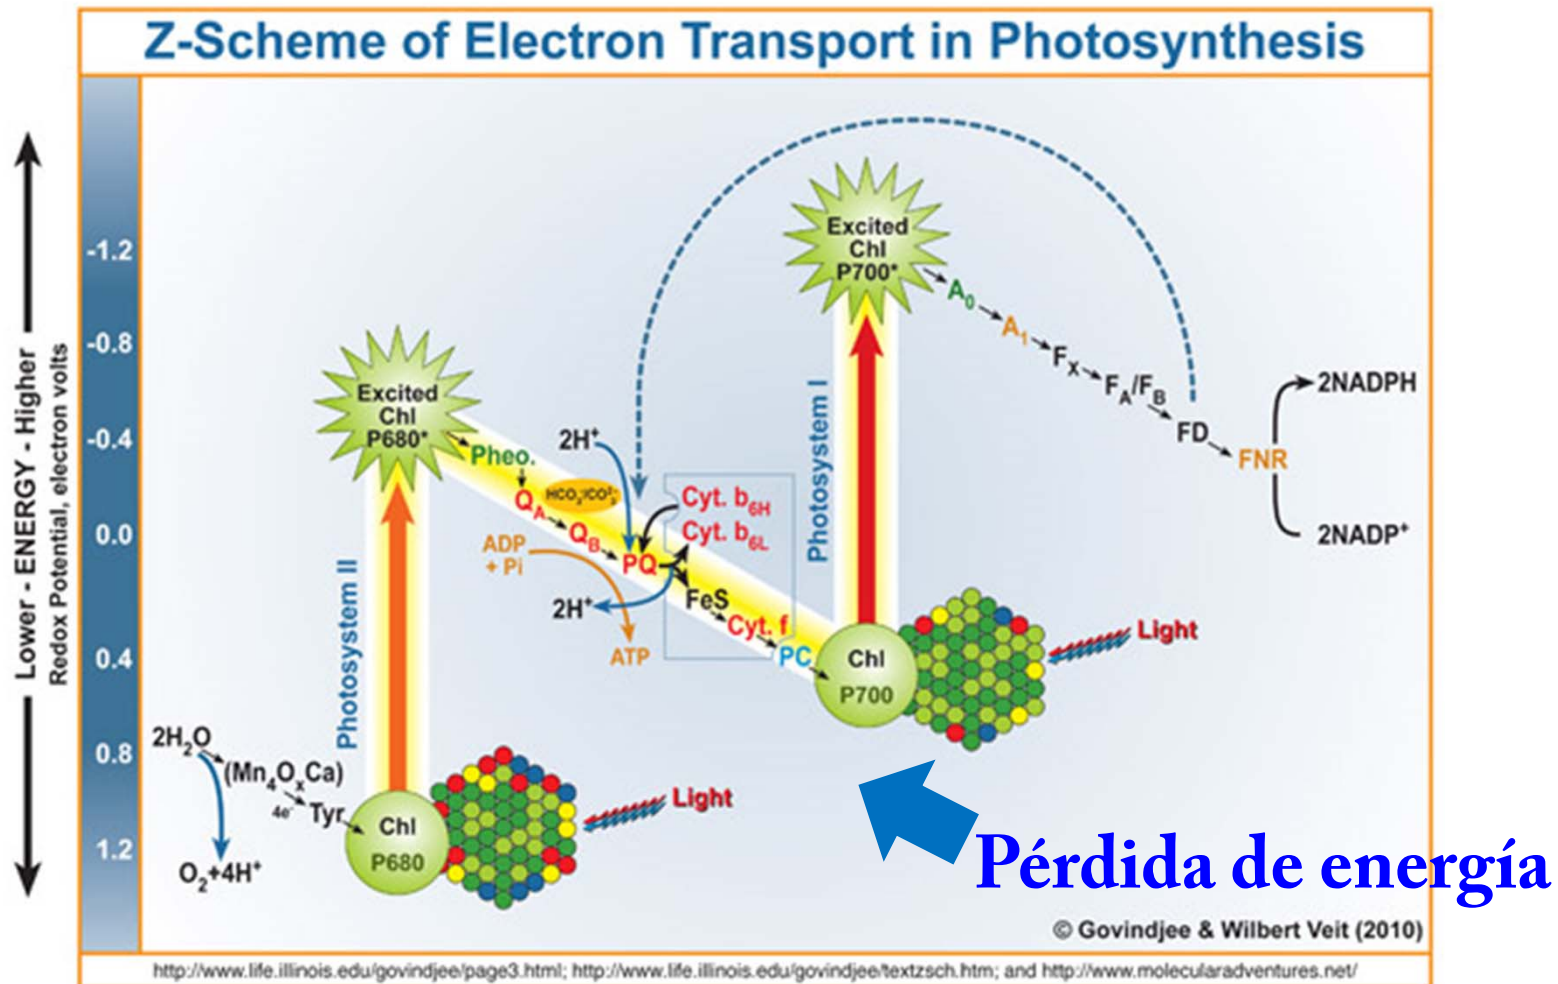 Z-Scheme of Electron Transport in Photosynthesis
Lower - ENERGY - Higher
Redox Potential, electron volts
-1.2
-0.8
-0.4
0.0
0.4
0.8
1.2
Excited
Chl
P680*
Pheo.
Q_A
HCO₃⁻/CO₃²⁻
Q_B
2H⁺
PQ
ADP
+ Pi
2H⁺
ATP
Cyt. b₆H
Cyt. b₆L
FeS
Cyt. f
PC
Photosystem II
2H₂O
(Mn₄OₓCa)
4e⁻
Tyr
O₂+4H⁺
Chl
P680
Light
Excited
Chl
P700*
A₀
A₁
Fₓ
F_A/F_B
FD
FNR
2NADPH
2NADP⁺
Photosystem I
Chl
P700
Light
Pérdida de energía
© Govindjee & Wilbert Veit (2010)
http://www.life.illinois.edu/govindjee/page3.html; http://www.life.illinois.edu/govindjee/textzsch.htm; and http://www.molecularadventures.net/